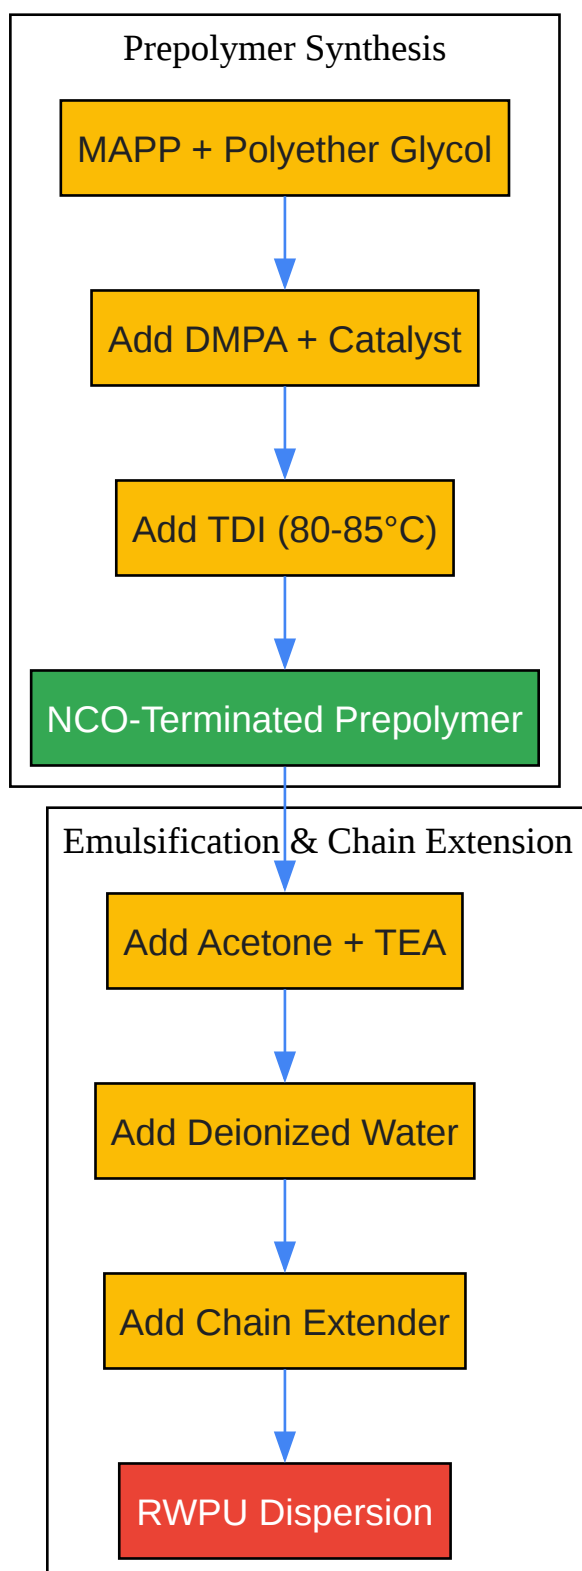 Prepolymer Synthesis
MAPP + Polyether Glycol
Add DMPA + Catalyst
Add TDI (80-85°C)
NCO-Terminated Prepolymer
Emulsification & Chain Extension
Add Acetone + TEA
Add Deionized Water
Add Chain Extender
RWPU Dispersion